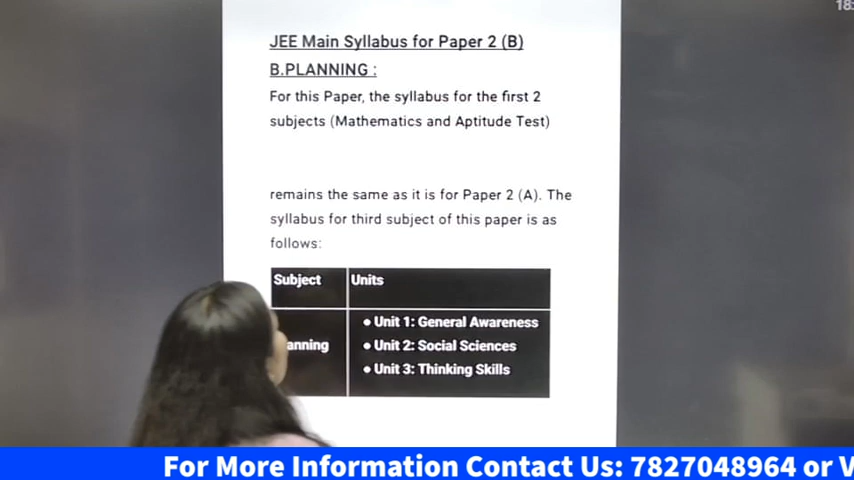 18:
JEE Main Syllabus for Paper 2 (B)
B.PLANNING :
For this Paper, the syllabus for the first 2
subjects (Mathematics and Aptitude Test)
remains the same as it is for Paper 2 (A). The
syllabus for third subject of this paper is as
follows:
Subject Units
anning
• Unit 1: General Awareness
• Unit 2: Social Sciences
• Unit 3: Thinking Skills
For More Information Contact Us: 7827048964 or V